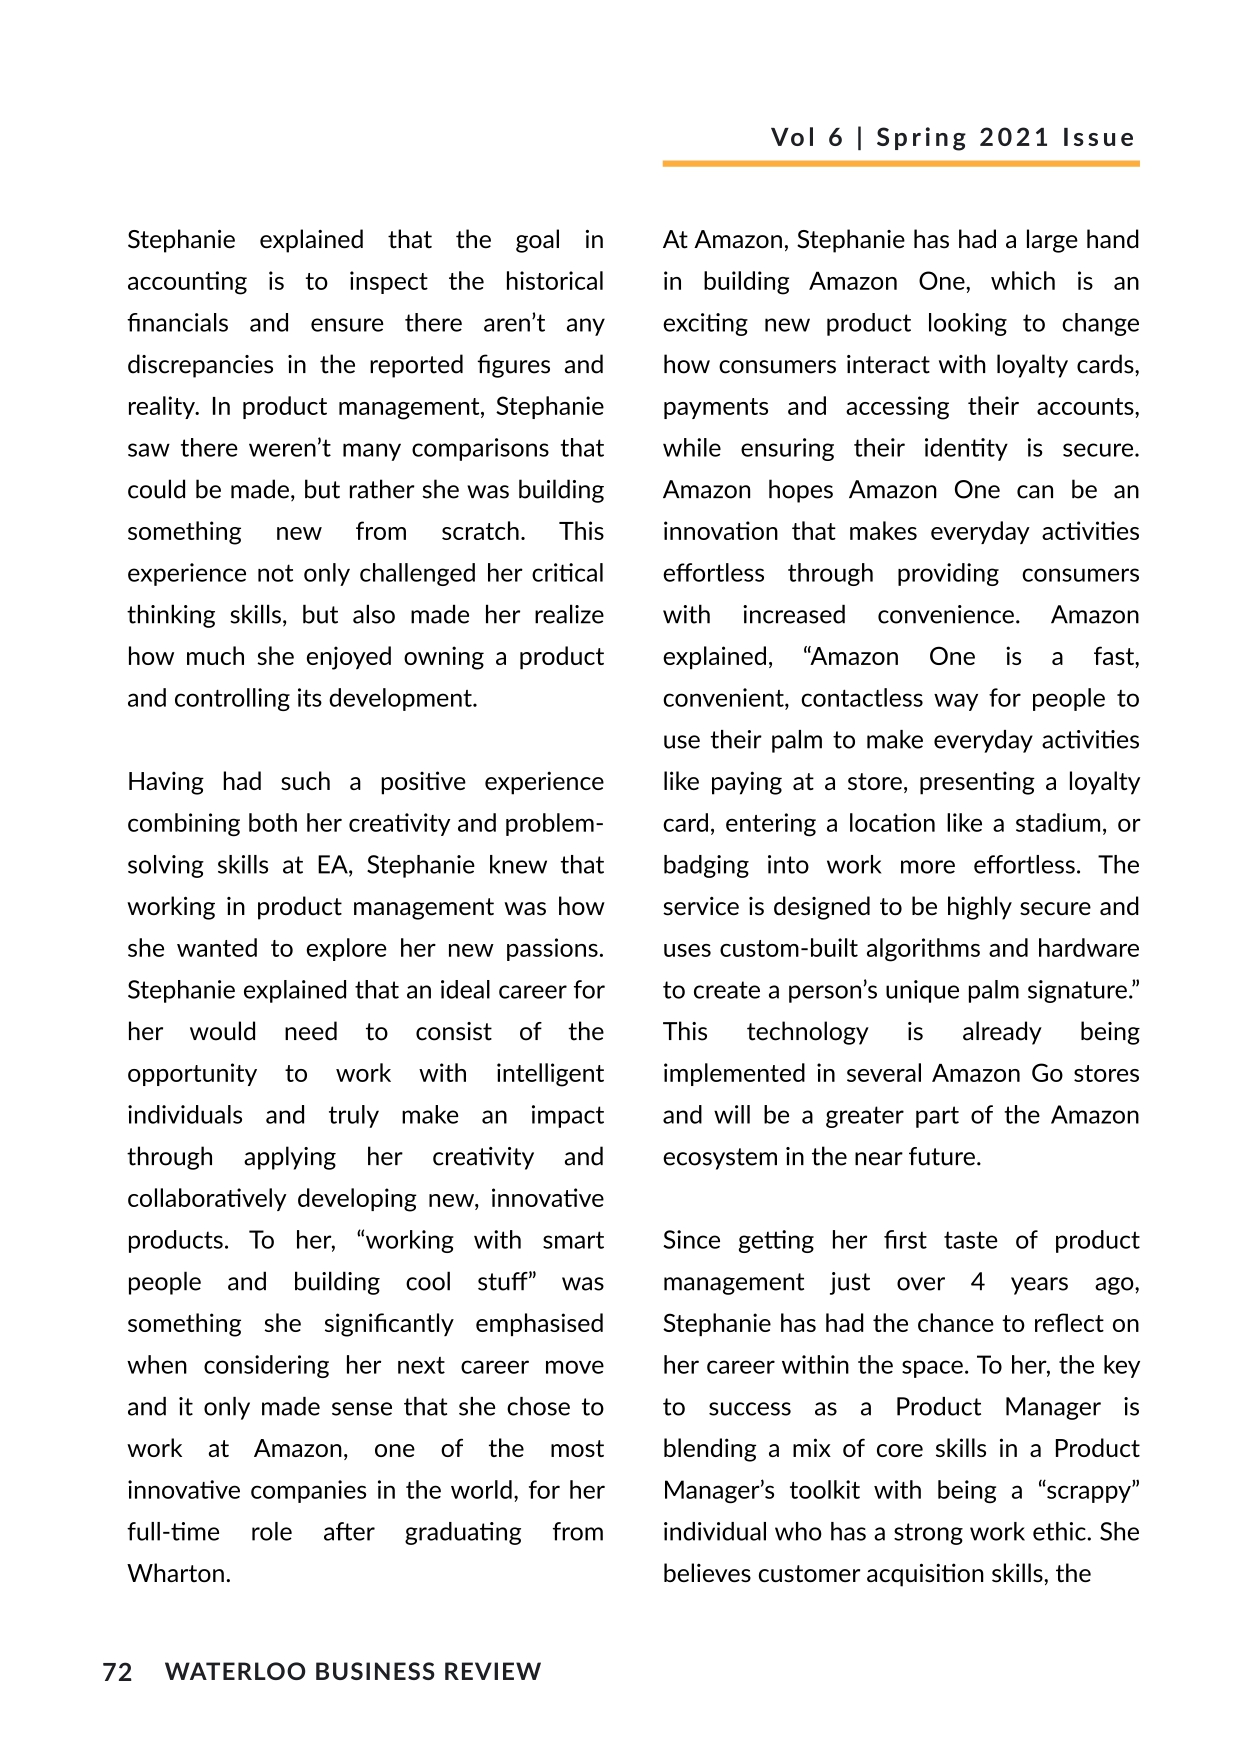 Vol 6 | Spring 2021 Issue
Stephanie explained that the goal in
accounting is to inspect the historical
financials and ensure there aren’t any
discrepancies in the reported figures and
reality. In product management, Stephanie
saw there weren’t many comparisons that
could be made, but rather she was building
something new from scratch. This
experience not only challenged her critical
thinking skills, but also made her realize
how much she enjoyed owning a product
and controlling its development.
Having had such a positive experience
combining both her creativity and problem-
solving skills at EA, Stephanie knew that
working in product management was how
she wanted to explore her new passions.
Stephanie explained that an ideal career for
her would need to consist of the
opportunity to work with intelligent
individuals and truly make an impact
through applying her creativity and
collaboratively developing new, innovative
products. To her, “working with smart
people and building cool stuff” was
something she significantly emphasised
when considering her next career move
and it only made sense that she chose to
work at Amazon, one of the most
innovative companies in the world, for her
full-time role after graduating from
Wharton.
At Amazon, Stephanie has had a large hand
in building Amazon One, which is an
exciting new product looking to change
how consumers interact with loyalty cards,
payments and accessing their accounts,
while ensuring their identity is secure.
Amazon hopes Amazon One can be an
innovation that makes everyday activities
effortless through providing consumers
with increased convenience. Amazon
explained, “Amazon One is a fast,
convenient, contactless way for people to
use their palm to make everyday activities
like paying at a store, presenting a loyalty
card, entering a location like a stadium, or
badging into work more effortless. The
service is designed to be highly secure and
uses custom-built algorithms and hardware
to create a person’s unique palm signature.”
This technology is already being
implemented in several Amazon Go stores
and will be a greater part of the Amazon
ecosystem in the near future.
Since getting her first taste of product
management just over 4 years ago,
Stephanie has had the chance to reflect on
her career within the space. To her, the key
to success as a Product Manager is
blending a mix of core skills in a Product
Manager’s toolkit with being a “scrappy”
individual who has a strong work ethic. She
believes customer acquisition skills, the
72 WATERLOO BUSINESS REVIEW